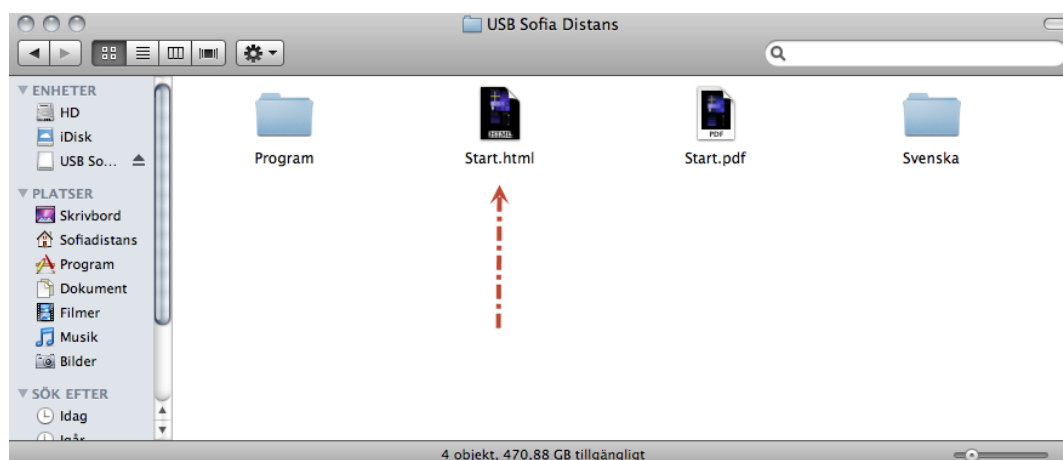 USB Sofia Distans
ENHETER
HD
iDisk
USB So...
PLATSER
Skrivbord
Sofiadistans
Program
Dokument
Filmer
Musik
Bilder
SÖK EFTER
Idag
Igår
Program
Start.html
PDF
Start.pdf
Svenska
4 objekt, 470,88 GB tillgängligt